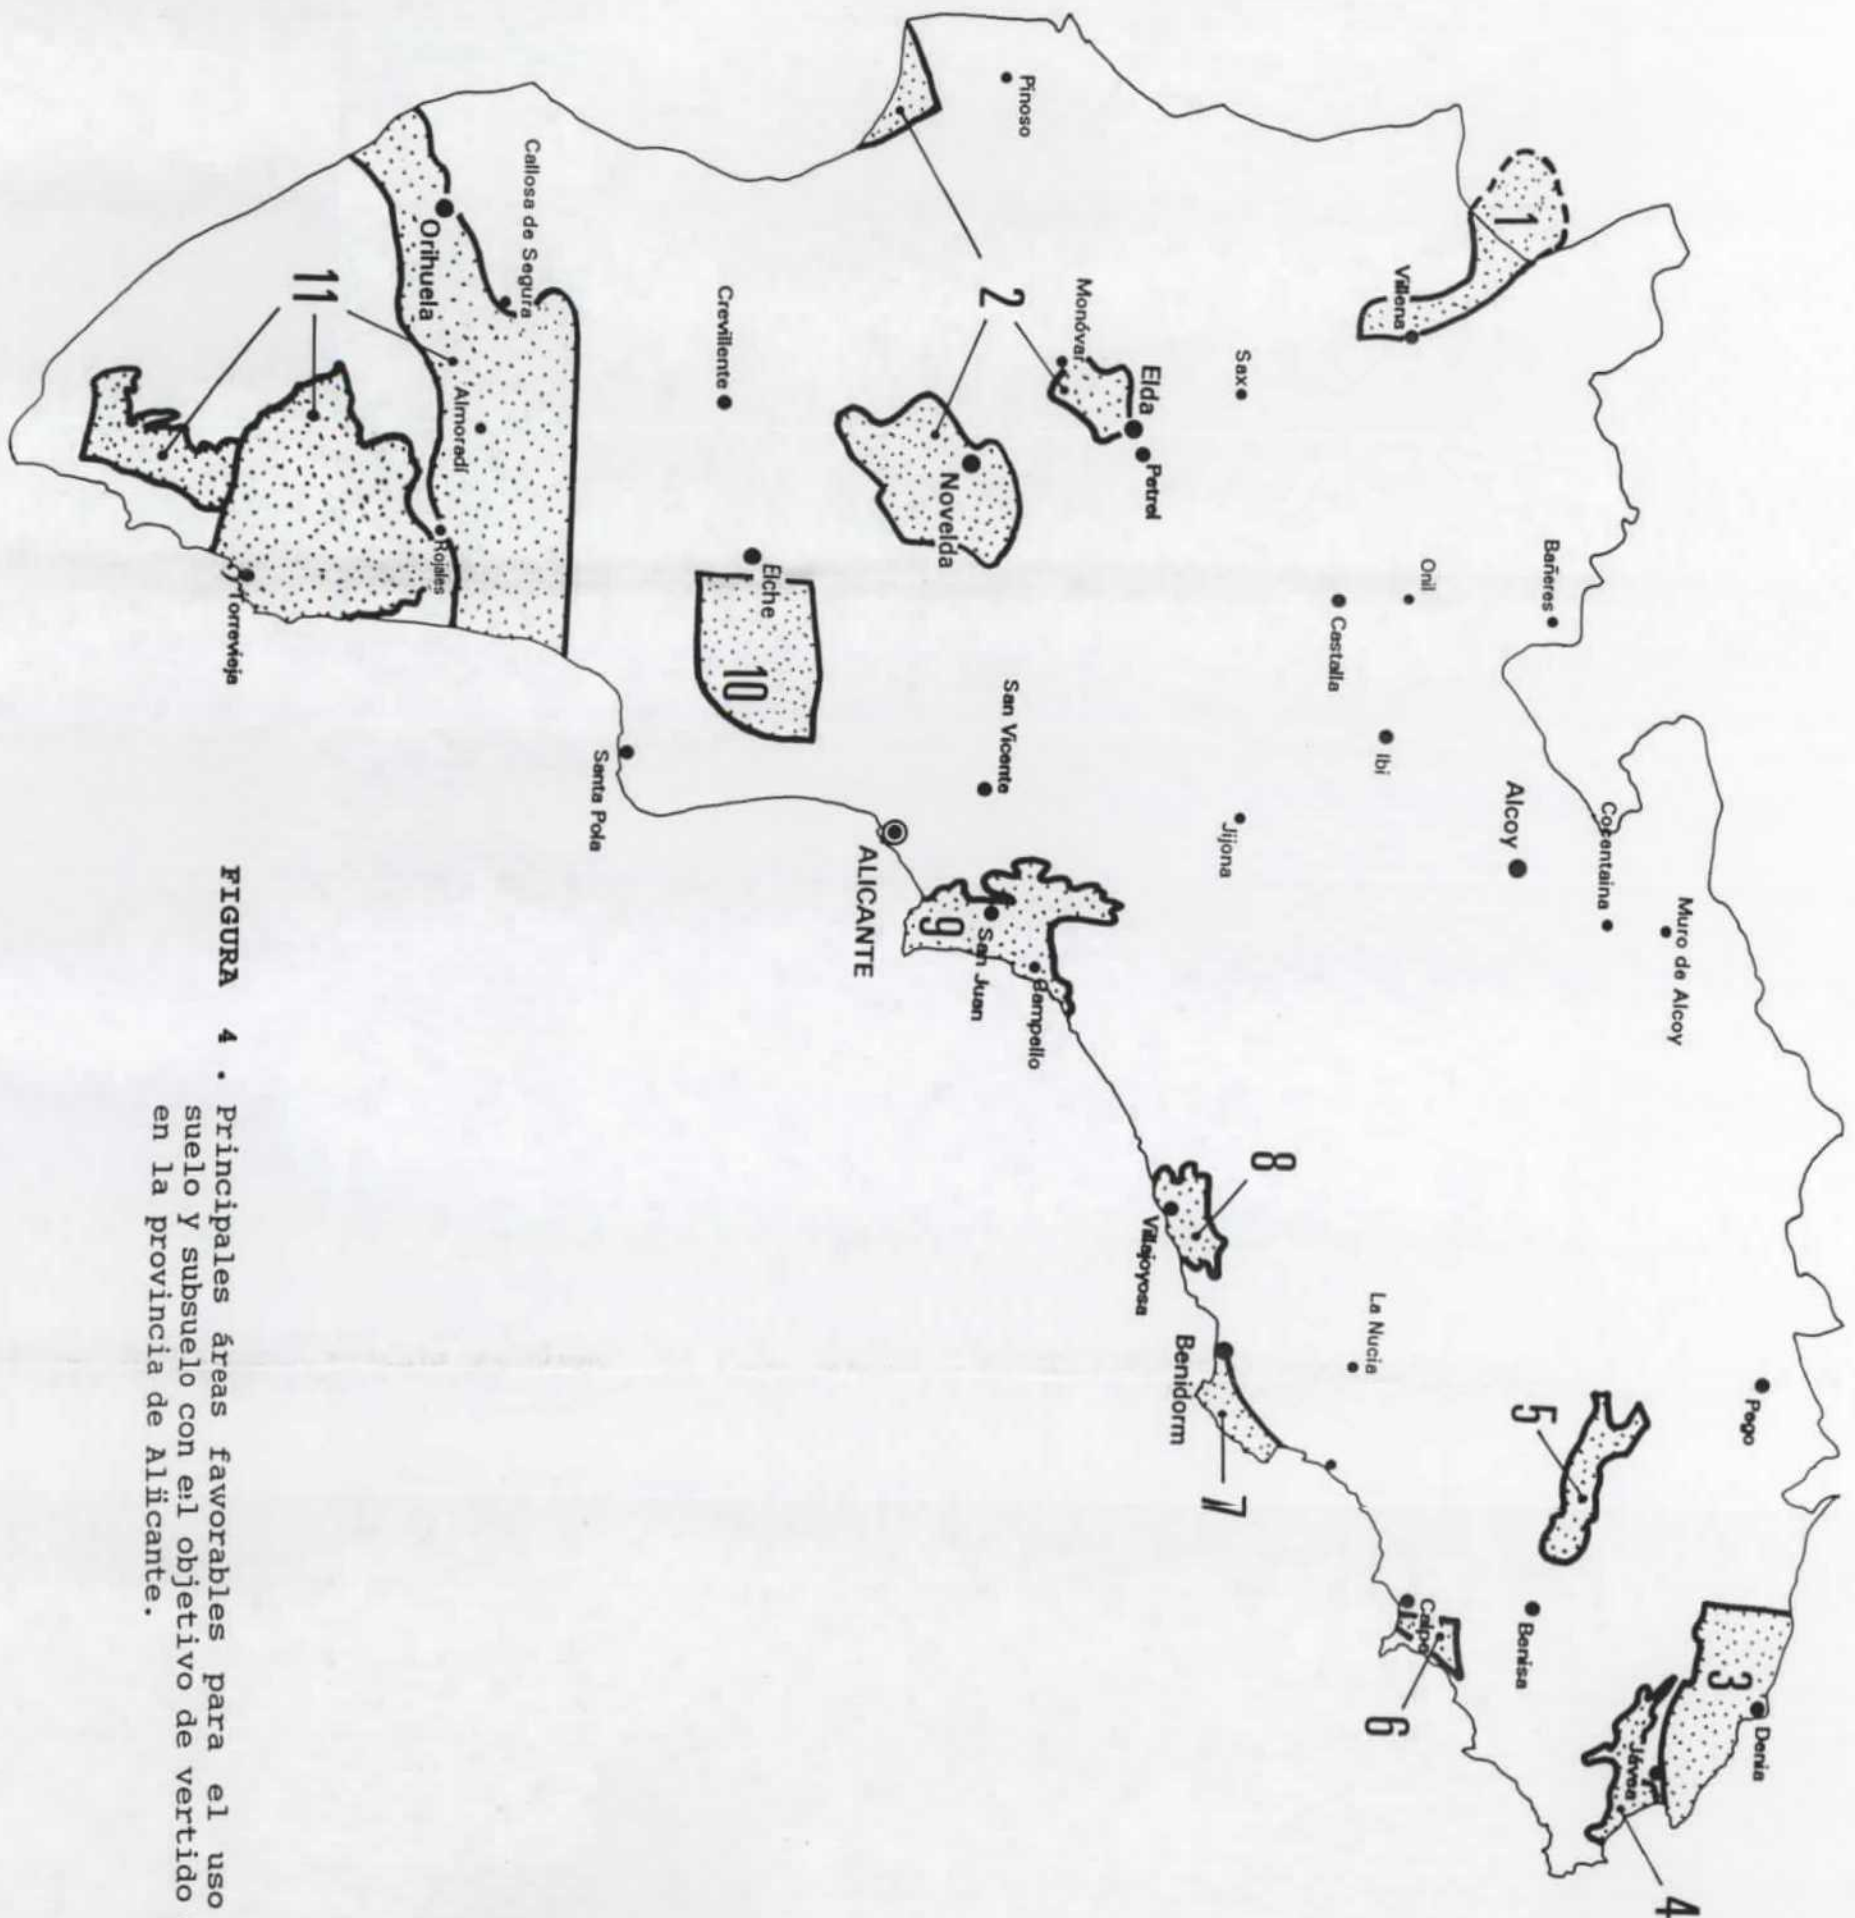 Denia
Pego
3
Muro de Alcoy
4
Jávea
Cocentaina
Bañeres
5
Benisa
1
Alcoy
Onil
Calpe
Villena
6
Ibi
La Nucia
Castalla
8
Sax
Jijona
7
Benidorm
Elda
Petrel
Villajoyosa
Monóvar
Campello
Pinoso
San Vicente
2
San Juan
Novelda
9
ALICANTE
Elche
10
Crevillente
Santa Pola
Callosa de Segura
Almoradí
Rojales
Orihuela
11
Torrevieja
FIGURA 4 . Principales áreas favorables para el uso
suelo y subsuelo con el objetivo de vertido
en la provincia de Alicante.